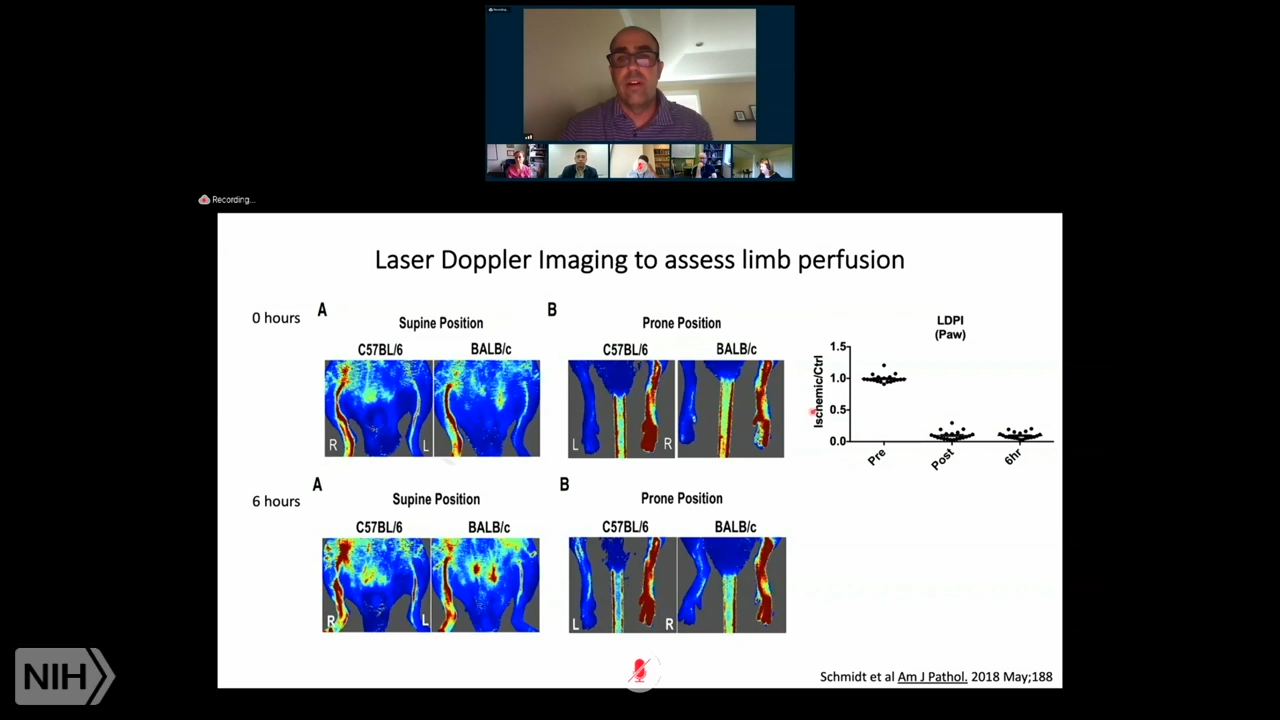 Recording...
Recording...
Laser Doppler Imaging to assess limb perfusion
0 hours
A
Supine Position
C57BL/6
BALB/c
R
L
B
Prone Position
C57BL/6
BALB/c
L
R
LDPI
(Paw)
Ischemic/Ctrl
1.5
1.0
0.5
0.0
Pre
Post
6hr
6 hours
A
Supine Position
C57BL/6
BALB/c
R
L
B
Prone Position
C57BL/6
BALB/c
L
R
Schmidt et al Am J Pathol. 2018 May;188
NIH